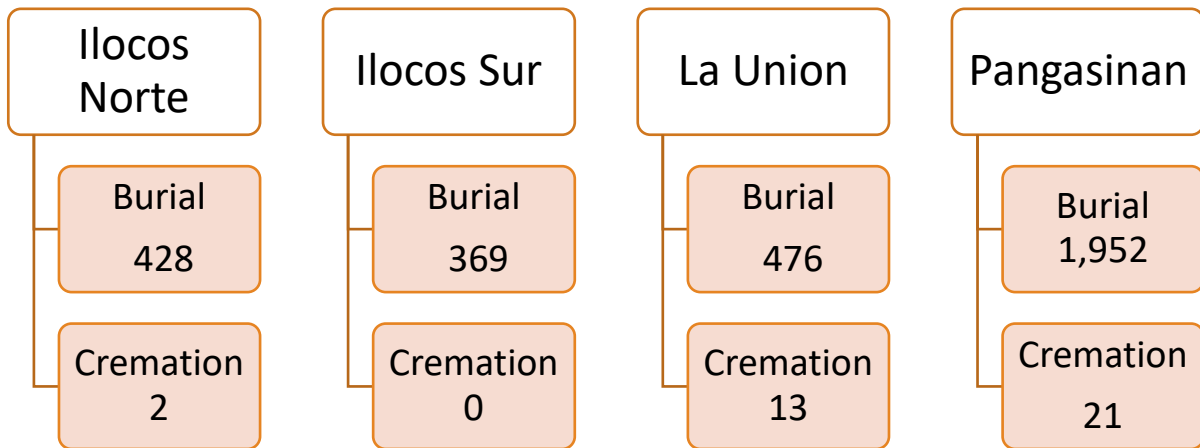 Ilocos
Norte
Burial
428
Cremation
2
Ilocos Sur
Burial
369
Cremation
0
La Union
Burial
476
Cremation
13
Pangasinan
Burial
1,952
Cremation
21